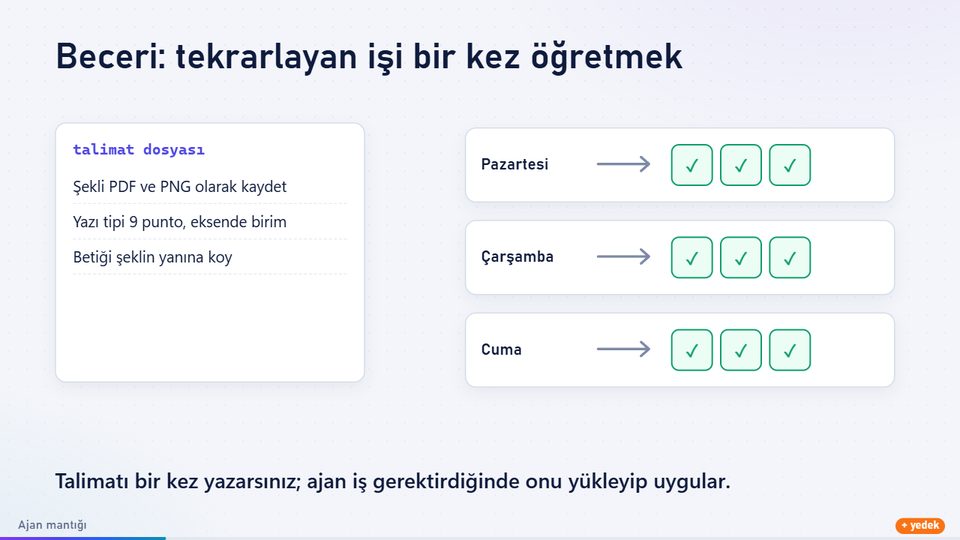 Beceri: tekrarlayan işi bir kez öğretmek
talimat dosyası
Şekli PDF ve PNG olarak kaydet
Yazı tipi 9 punto, eksende birim
Betiği şeklin yanına koy
Pazartesi → ✓ ✓ ✓
Çarşamba → ✓ ✓ ✓
Cuma → ✓ ✓ ✓
Talimatı bir kez yazarsınız; ajan iş gerektirdiğinde onu yükleyip uygular.
Ajan mantığı
+ yedek